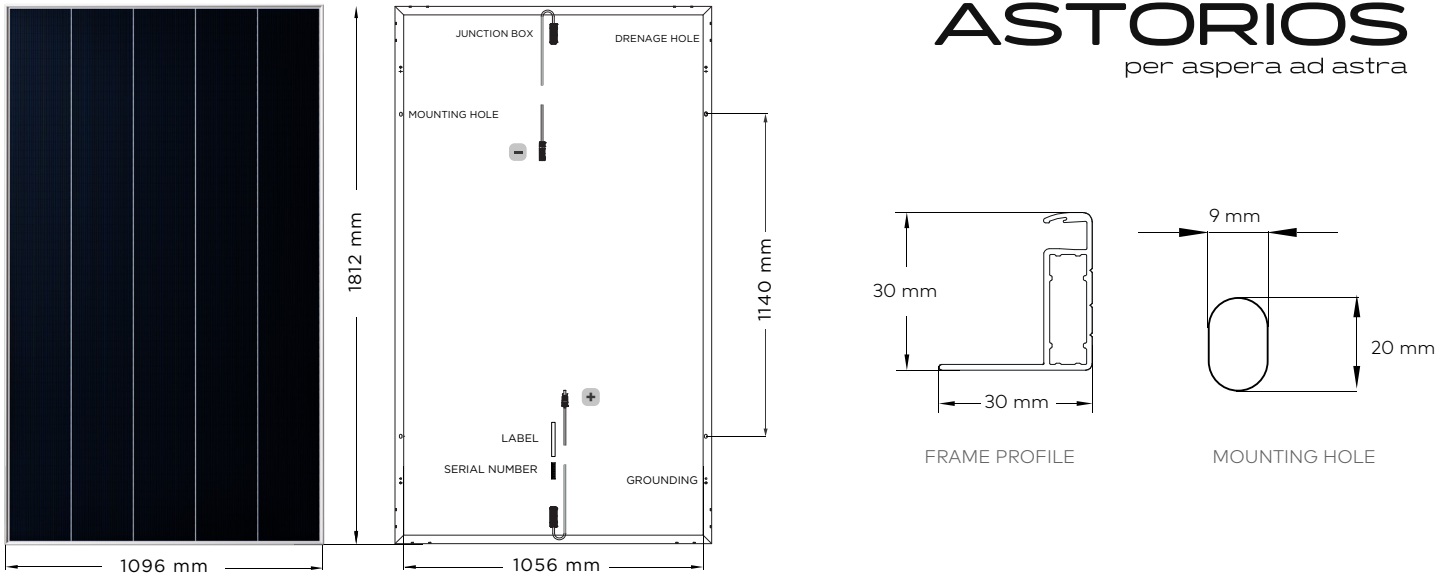 ASTORIOS
per aspera ad astra
JUNCTION BOX
DRENAGE HOLE
MOUNTING HOLE
−
1812 mm
1140 mm
+
LABEL
SERIAL NUMBER
GROUNDING
1096 mm
1056 mm
30 mm
30 mm
FRAME PROFILE
9 mm
20 mm
MOUNTING HOLE